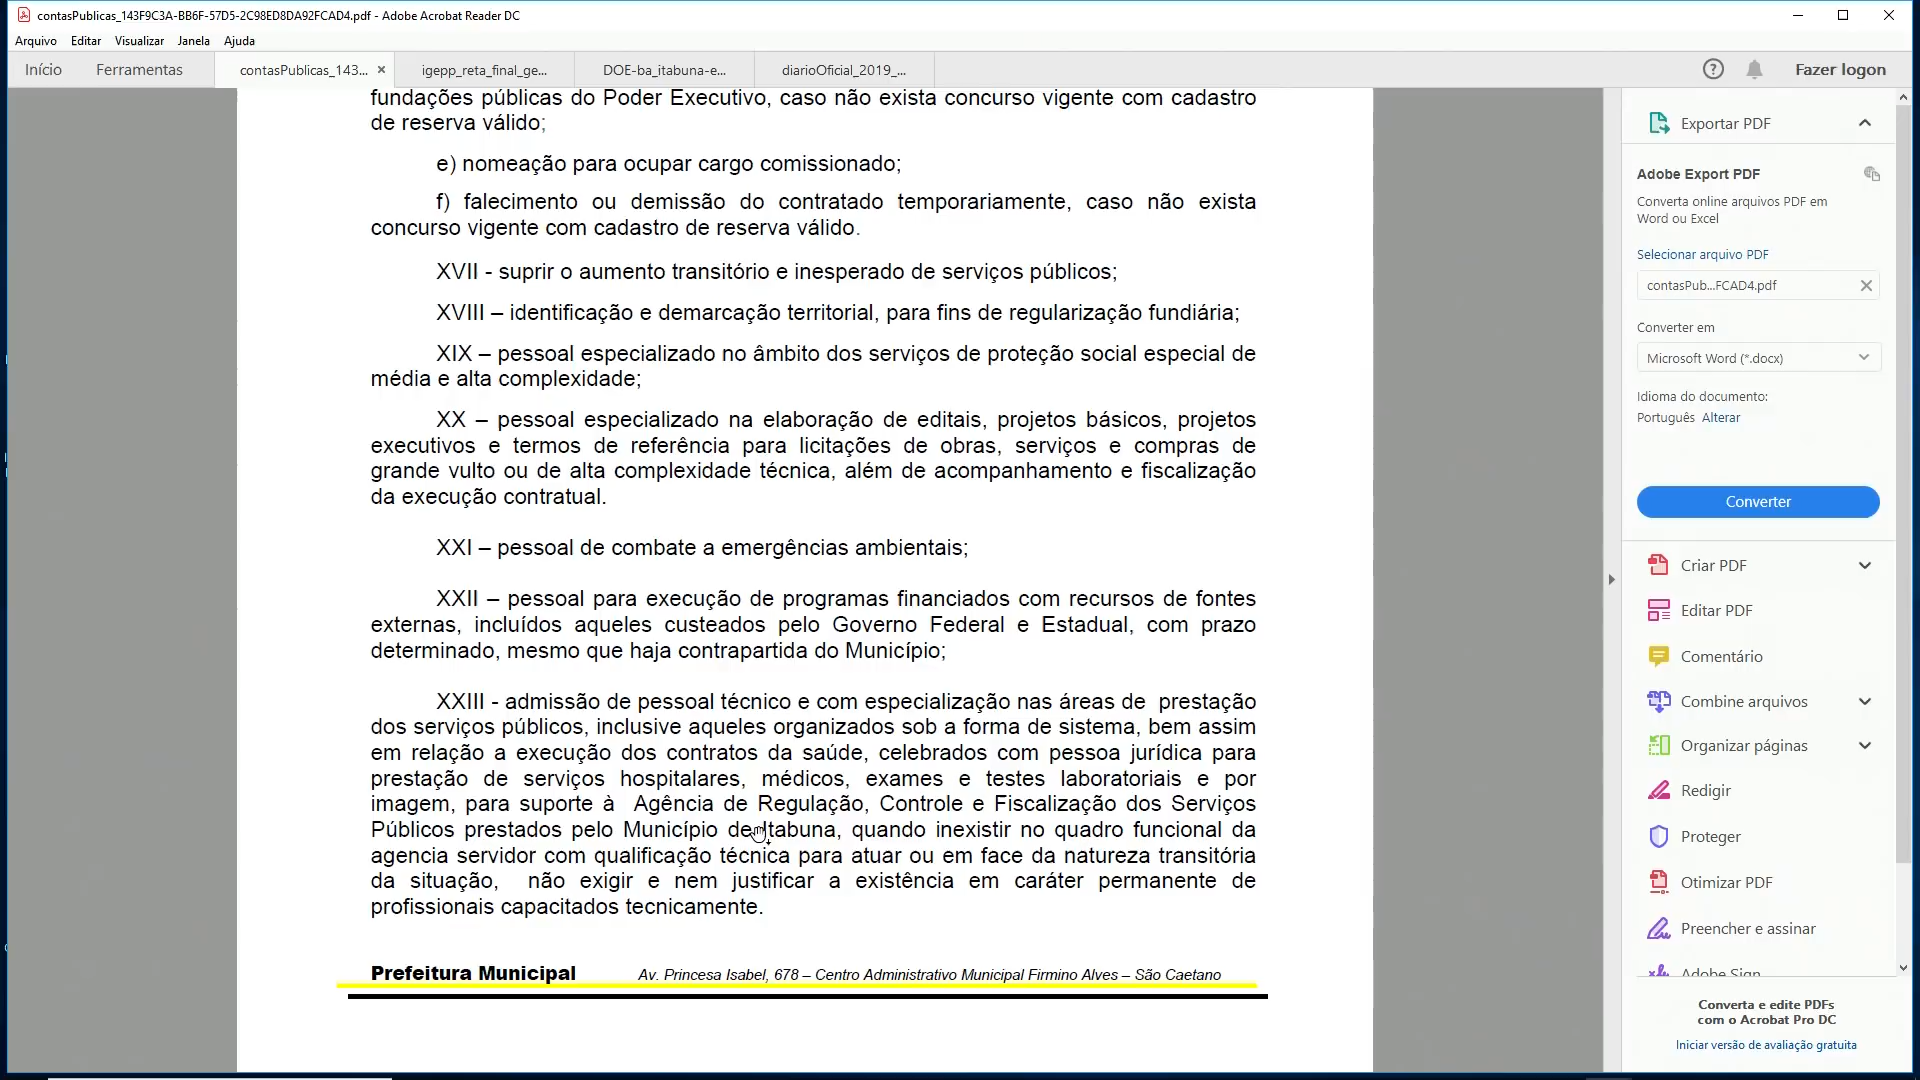 contasPublicas_143F9C3A-BB6F-57D5-2C98ED8DA92FCAD4.pdf - Adobe Acrobat Reader DC
Arquivo Editar Visualizar Janela Ajuda
Início Ferramentas contasPublicas_143... igepp_reta_final_ge... DOE-ba_itabuna-e... diarioOficial_2019_... Fazer logon
fundações públicas do Poder Executivo, caso não exista concurso vigente com cadastro
de reserva válido;
e) nomeação para ocupar cargo comissionado;
f) falecimento ou demissão do contratado temporariamente, caso não exista
concurso vigente com cadastro de reserva válido.
XVII - suprir o aumento transitório e inesperado de serviços públicos;
XVIII – identificação e demarcação territorial, para fins de regularização fundiária;
XIX – pessoal especializado no âmbito dos serviços de proteção social especial de
média e alta complexidade;
XX – pessoal especializado na elaboração de editais, projetos básicos, projetos
executivos e termos de referência para licitações de obras, serviços e compras de
grande vulto ou de alta complexidade técnica, além de acompanhamento e fiscalização
da execução contratual.
XXI – pessoal de combate a emergências ambientais;
XXII – pessoal para execução de programas financiados com recursos de fontes
externas, incluídos aqueles custeados pelo Governo Federal e Estadual, com prazo
determinado, mesmo que haja contrapartida do Município;
XXIII - admissão de pessoal técnico e com especialização nas áreas de prestação
dos serviços públicos, inclusive aqueles organizados sob a forma de sistema, bem assim
em relação a execução dos contratos da saúde, celebrados com pessoa jurídica para
prestação de serviços hospitalares, médicos, exames e testes laboratoriais e por
imagem, para suporte à Agência de Regulação, Controle e Fiscalização dos Serviços
Públicos prestados pelo Município de Itabuna, quando inexistir no quadro funcional da
agencia servidor com qualificação técnica para atuar ou em face da natureza transitória
da situação, não exigir e nem justificar a existência em caráter permanente de
profissionais capacitados tecnicamente.
Prefeitura Municipal Av. Princesa Isabel, 678 – Centro Administrativo Municipal Firmino Alves – São Caetano
Exportar PDF
Adobe Export PDF
Converta online arquivos PDF em
Word ou Excel
Selecionar arquivo PDF
contasPub...FCAD4.pdf
Converter em
Microsoft Word (*.docx)
Idioma do documento:
Português Alterar
Converter
Criar PDF
Editar PDF
Comentário
Combine arquivos
Organizar páginas
Redigir
Proteger
Otimizar PDF
Preencher e assinar
Adobe Sign
Converta e edite PDFs
com o Acrobat Pro DC
Iniciar versão de avaliação gratuita